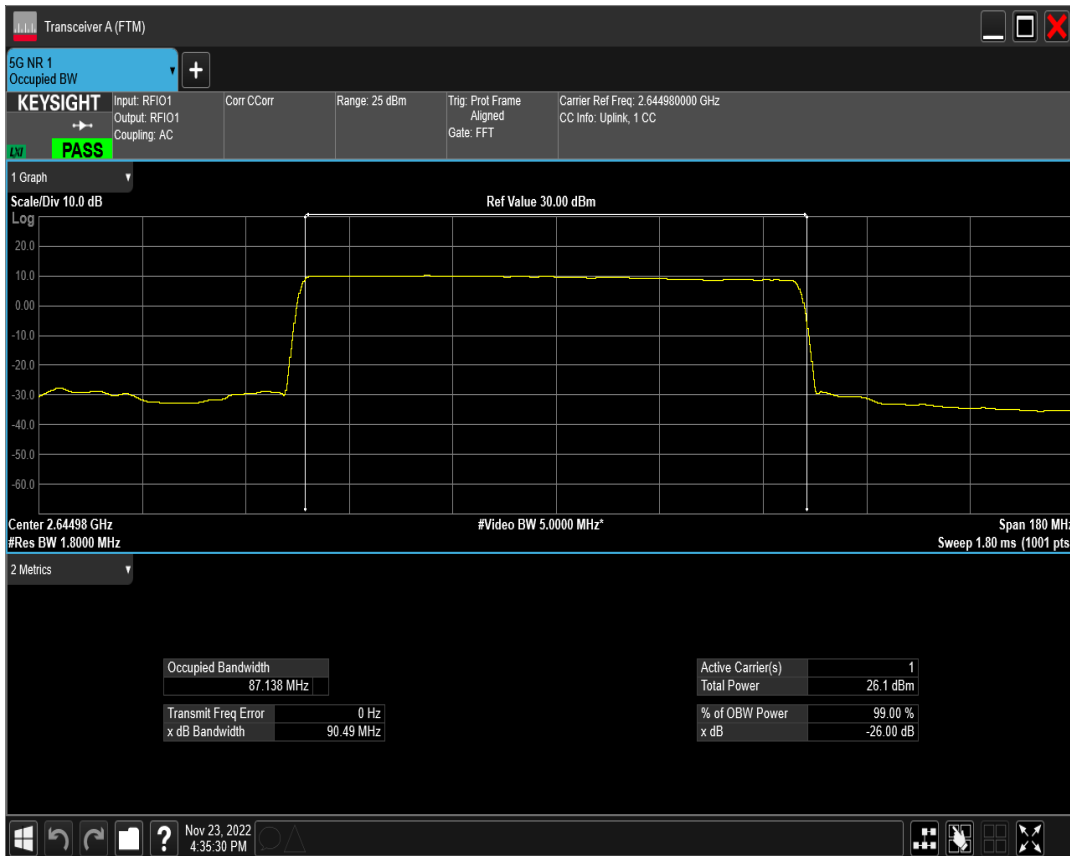 Transceiver A (FTM)
5G NR 1
Occupied BW
+
KEYSIGHT
LXI
PASS
Input: RFIO1
Output: RFIO1
Coupling: AC
Corr CCorr
Range: 25 dBm
Trig: Prot Frame
Aligned
Gate: FFT
Carrier Ref Freq: 2.644980000 GHz
CC Info: Uplink, 1 CC
1 Graph
Scale/Div 10.0 dB
Ref Value 30.00 dBm
Log
20.0
10.0
0.00
-10.0
-20.0
-30.0
-40.0
-50.0
-60.0
Center 2.64498 GHz
#Video BW 5.0000 MHz*
Span 180 MHz
#Res BW 1.8000 MHz
Sweep 1.80 ms (1001 pts
2 Metrics
Occupied Bandwidth
87.138 MHz
Transmit Freq Error 0 Hz
x dB Bandwidth 90.49 MHz
Active Carrier(s) 1
Total Power 26.1 dBm
% of OBW Power 99.00 %
x dB -26.00 dB
?
Nov 23, 2022
4:35:30 PM